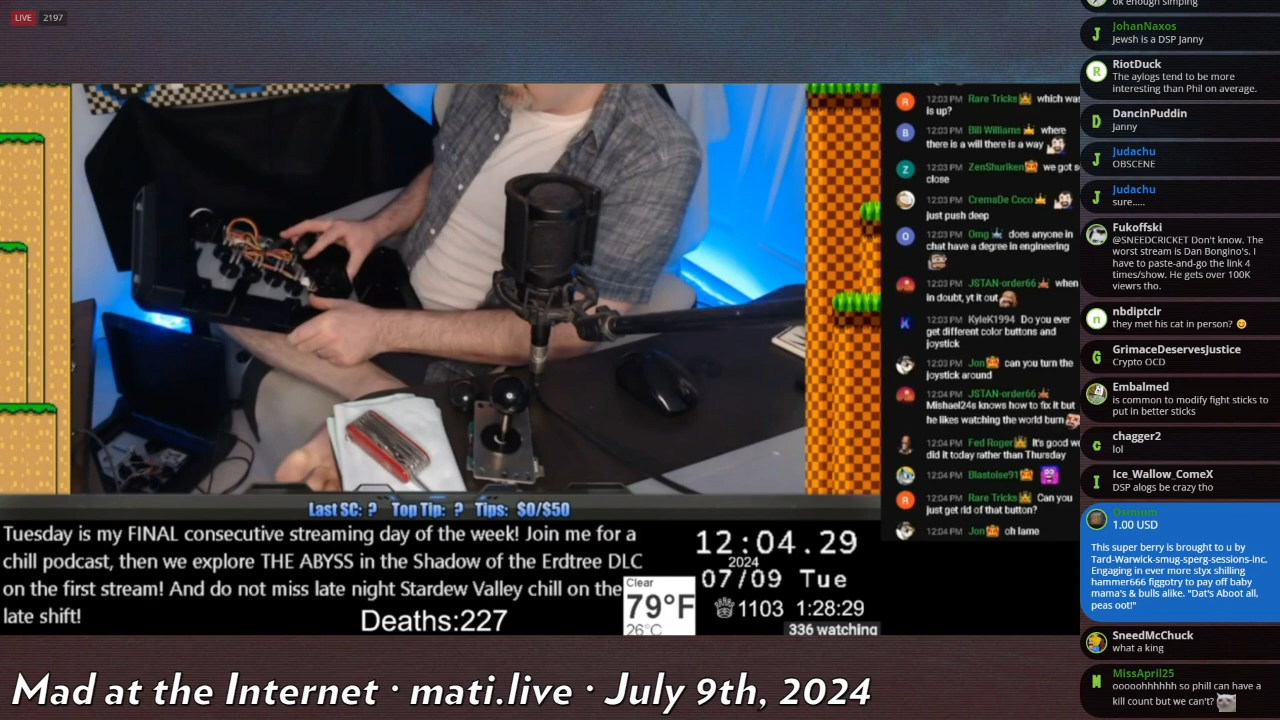 LIVE 2197
12:03 PM Rare Tricks which was
is up?
12:03 PM Bill Williams where
there is a will there is a way
12:03 PM ZenShuriken we got s
close
12:03 PM CremaDe Coco
just push deep
12:03 PM Omg does anyone in
chat have a degree in engineering
12:03 PM JSTAN-order66 when
in doubt, yt it out
12:03 PM KyleK1994 Do you ever
get different color buttons and
joystick
12:03 PM Jon can you turn the
joystick around
12:04 PM JSTAN-order66
Mishael24s knows how to fix it but
he likes watching the world burn
12:04 PM Fed Roger It's good w
did it today rather than Thursday
12:04 PM Blastoise91
12:04 PM Rare Tricks Can you
just get rid of that button?
12:04 PM Jon oh lame
Last SC: ? Top Tip: ? Tips: $0/$50
Tuesday is my FINAL consecutive streaming day of the week! Join me for a
chill podcast, then we explore THE ABYSS in the Shadow of the Erdtree DLC
on the first stream! And do not miss late night Stardew Valley chill on the
late shift!
Deaths:227
Clear
79°F
26°C
12:04.29
2024
07/09 Tue
1103 1:28:29
336 watching
Mad at the Internet · mati.live · July 9th, 2024
ok enough simping
JohanNaxos
Jewsh is a DSP Janny
RiotDuck
The aylogs tend to be more
interesting than Phil on average.
DancinPuddin
Janny
Judachu
OBSCENE
Judachu
sure.....
Fukoffski
@SNEEDCRICKET Don't know. The
worst stream is Dan Bongino's. I
have to paste-and-go the link 4
times/show. He gets over 100K
views tho.
nbdiptclr
they met his cat in person?
GrimaceDeservesJustice
Crypto OCD
Embalmed
is common to modify fight sticks to
put in better sticks
chagger2
lol
Ice_Wallow_ComeX
DSP alogs be crazy tho
Osmium
1.00 USD
This super berry is brought to u by
Tard-Warwick-smug-sperg-sessions-inc.
Engaging in ever more styx shilling
hammer666 figgotry to pay off baby
mama's & bulls alike. "Dat's Aboot all,
peas oot!"
SneedMcChuck
what a king
MissApril25
ooooohhhhhh so phill can have a
kill count but we can't?